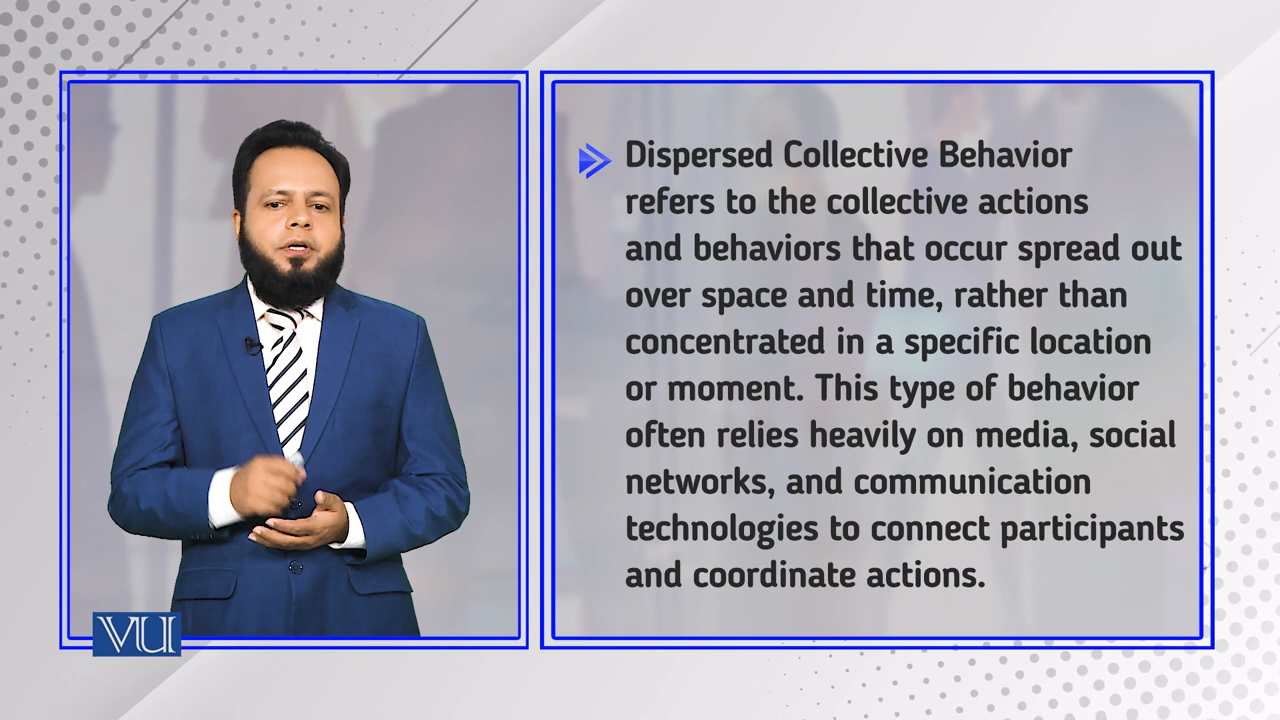 Dispersed Collective Behavior
refers to the collective actions
and behaviors that occur spread out
over space and time, rather than
concentrated in a specific location
or moment. This type of behavior
often relies heavily on media, social
networks, and communication
technologies to connect participants
and coordinate actions.
VU